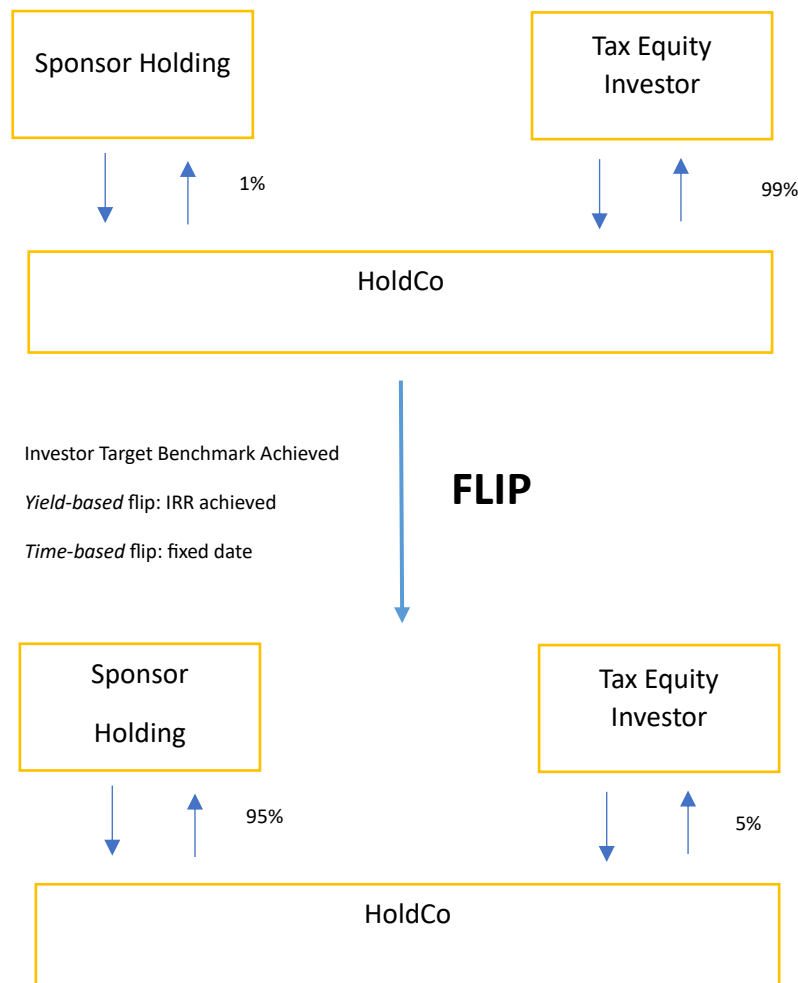 Sponsor Holding
Tax Equity
Investor
1%
99%
HoldCo
Investor Target Benchmark Achieved
Yield-based flip: IRR achieved
Time-based flip: fixed date
FLIP
Sponsor
Holding
Tax Equity
Investor
95%
5%
HoldCo